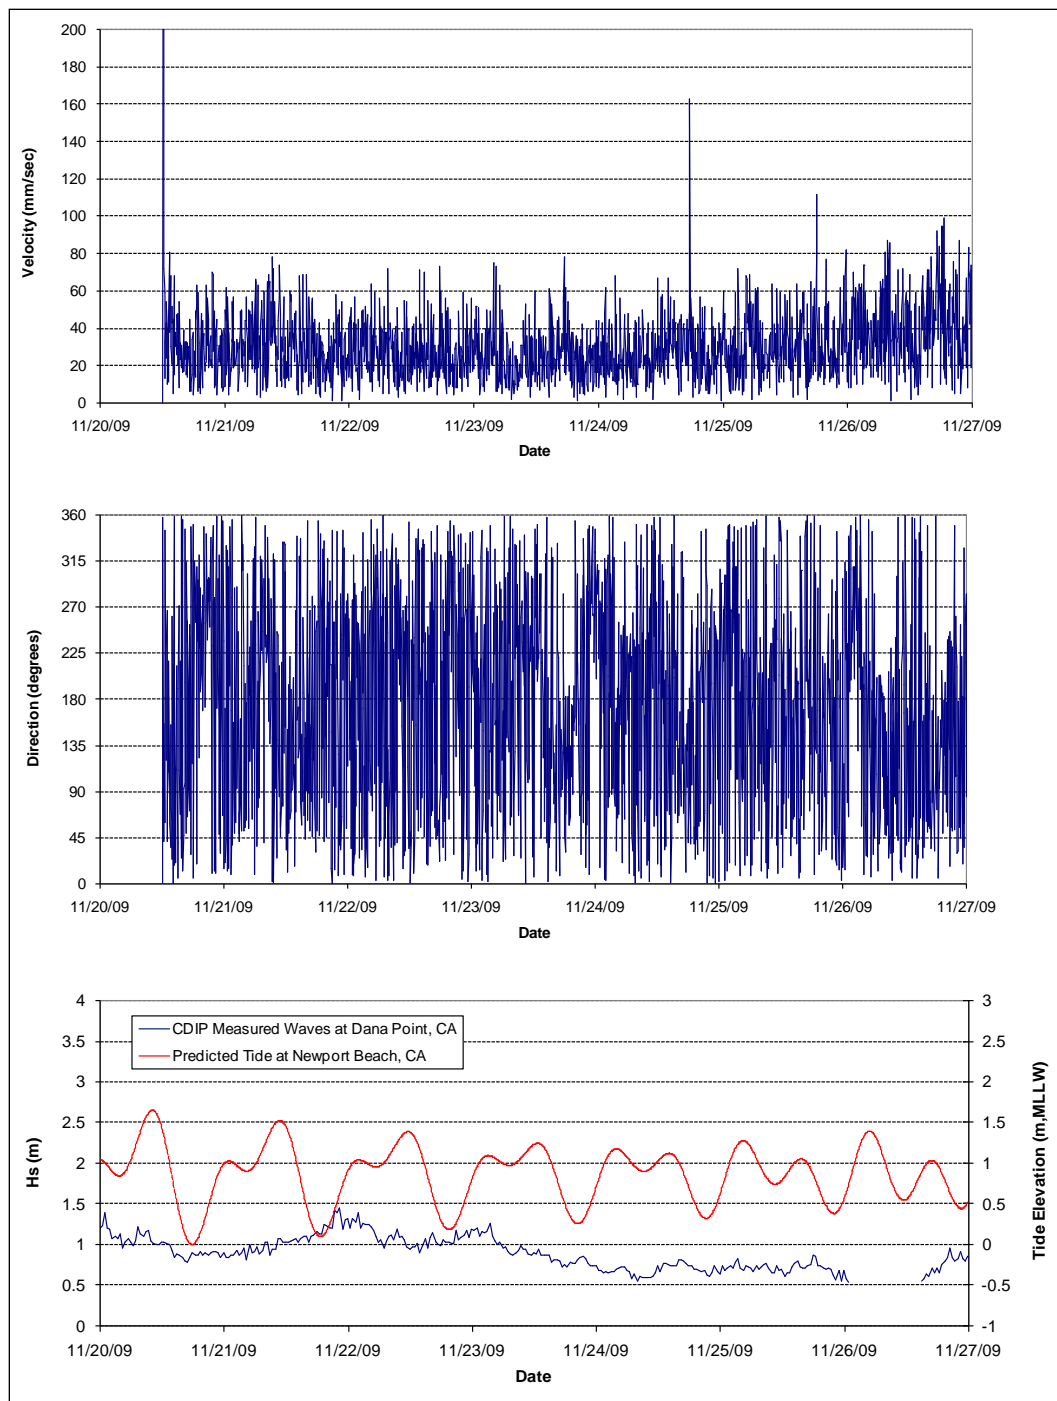 200
180
160
140
120
100
80
60
40
20
0
Velocity (mm/sec)
11/20/09 11/21/09 11/22/09 11/23/09 11/24/09 11/25/09 11/26/09 11/27/09
Date
360
315
270
225
180
135
90
45
0
Direction (degrees)
11/20/09 11/21/09 11/22/09 11/23/09 11/24/09 11/25/09 11/26/09 11/27/09
Date
4 3
3.5 2.5
3 2
2.5 1.5
2 1
1.5 0.5
1 0
0.5 -0.5
0 -1
Hs (m)
Tide Elevation (m,MLLW)
CDIP Measured Waves at Dana Point, CA
Predicted Tide at Newport Beach, CA
11/20/09 11/21/09 11/22/09 11/23/09 11/24/09 11/25/09 11/26/09 11/27/09
Date